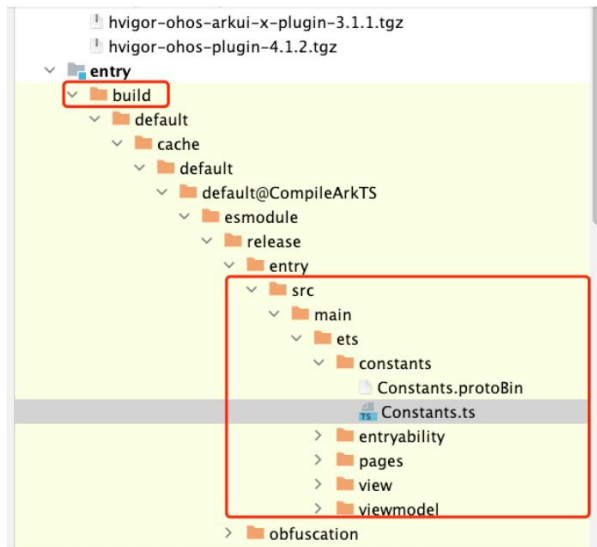 hvigor-ohos-arkui-x-plugin-3.1.1.tgz
hvigor-ohos-plugin-4.1.2.tgz
entry
build
default
cache
default
default@CompileArkTS
esmodule
release
entry
src
main
ets
constants
Constants.protoBin
TS Constants.ts
entryability
pages
view
viewmodel
obfuscation